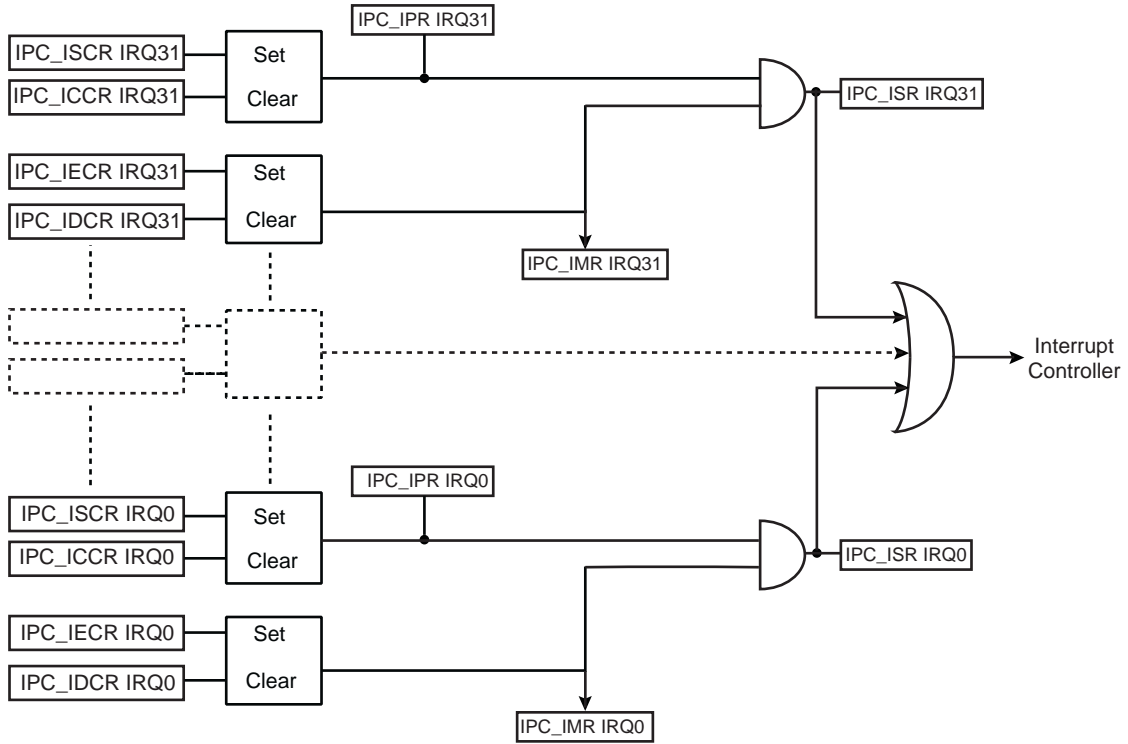 IPC_IPR IRQ31
IPC_ISCR IRQ31
Set
IPC_ICCR IRQ31
Clear
IPC_ISR IRQ31
IPC_IECR IRQ31
Set
IPC_IDCR IRQ31
Clear
IPC_IMR IRQ31
Interrupt
Controller
IPC_IPR IRQ0
IPC_ISCR IRQ0
Set
IPC_ICCR IRQ0
Clear
IPC_ISR IRQ0
IPC_IECR IRQ0
Set
IPC_IDCR IRQ0
Clear
IPC_IMR IRQ0